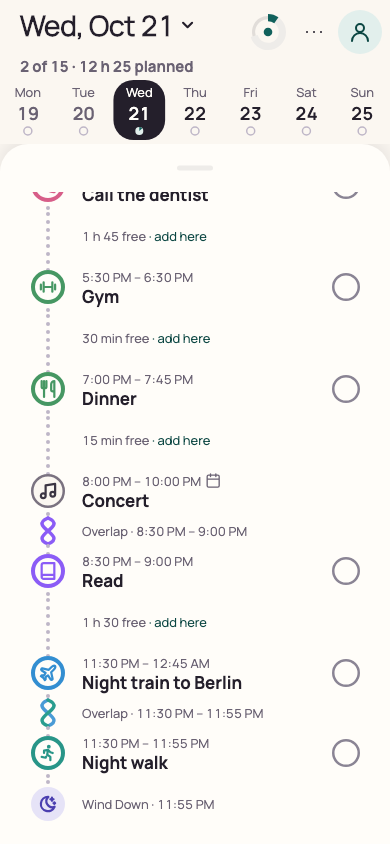 Wed, Oct 21
2 of 15 · 12 h 25 planned
Mon Tue Wed Thu Fri Sat Sun
19 20 21 22 23 24 25
Call the dentist
1 h 45 free · add here
5:30 PM – 6:30 PM
Gym
30 min free · add here
7:00 PM – 7:45 PM
Dinner
15 min free · add here
8:00 PM – 10:00 PM
Concert
Overlap · 8:30 PM – 9:00 PM
8:30 PM – 9:00 PM
Read
1 h 30 free · add here
11:30 PM – 12:45 AM
Night train to Berlin
Overlap · 11:30 PM – 11:55 PM
11:30 PM – 11:55 PM
Night walk
Wind Down · 11:55 PM